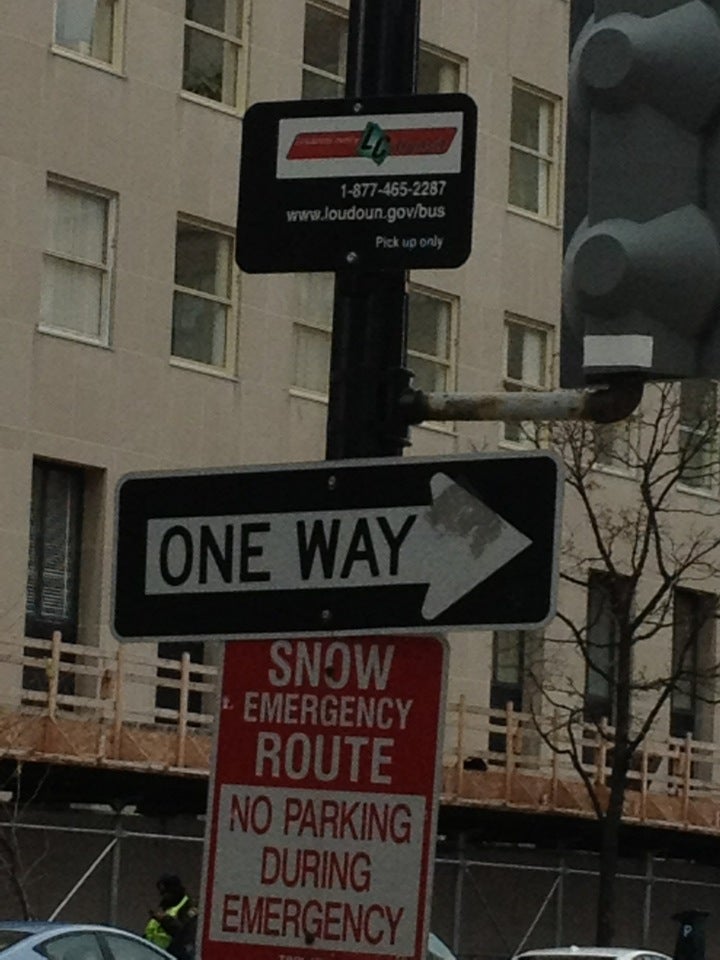 LC
1-877-465-2287
www.loudoun.gov/bus
Pick up only
ONE WAY
SNOW
EMERGENCY
ROUTE
NO PARKING
DURING
EMERGENCY
P